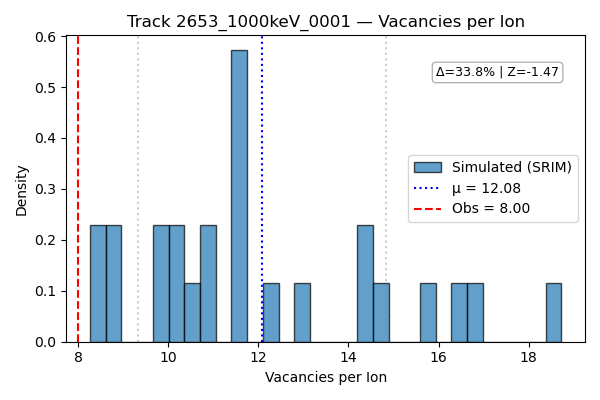 Track 2653_1000keV_0001 — Vacancies per Ion
Density
0.6
0.5
0.4
0.3
0.2
0.1
0.0
Δ=33.8% | Z=-1.47
Simulated (SRIM)
μ = 12.08
Obs = 8.00
8 10 12 14 16 18
Vacancies per Ion